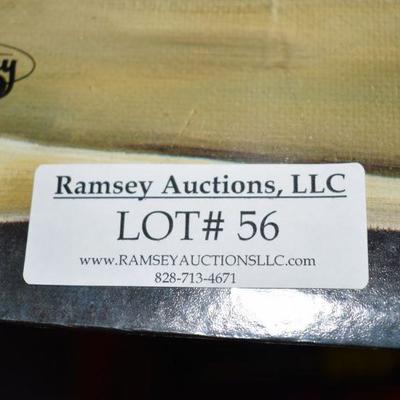 Ramsey Auctions, LLC
LOT# 56
www.RAMSEYAUCTIONSLLC.com
828-713-4671